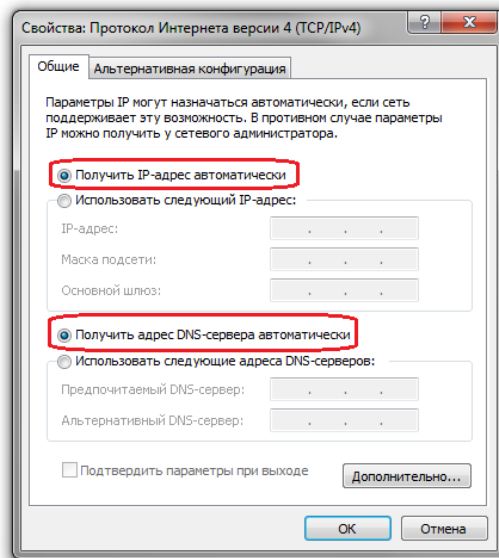 Свойства: Протокол Интернета версии 4 (TCP/IPv4)
Общие Альтернативная конфигурация
Параметры IP могут назначаться автоматически, если сеть
поддерживает эту возможность. В противном случае параметры
IP можно получить у сетевого администратора.
Получить IP-адрес автоматически
Использовать следующий IP-адрес:
IP-адрес:
Маска подсети:
Основной шлюз:
Получить адрес DNS-сервера автоматически
Использовать следующие адреса DNS-серверов:
Предпочитаемый DNS-сервер:
Альтернативный DNS-сервер:
Подтвердить параметры при выходе
Дополнительно...
ОК Отмена